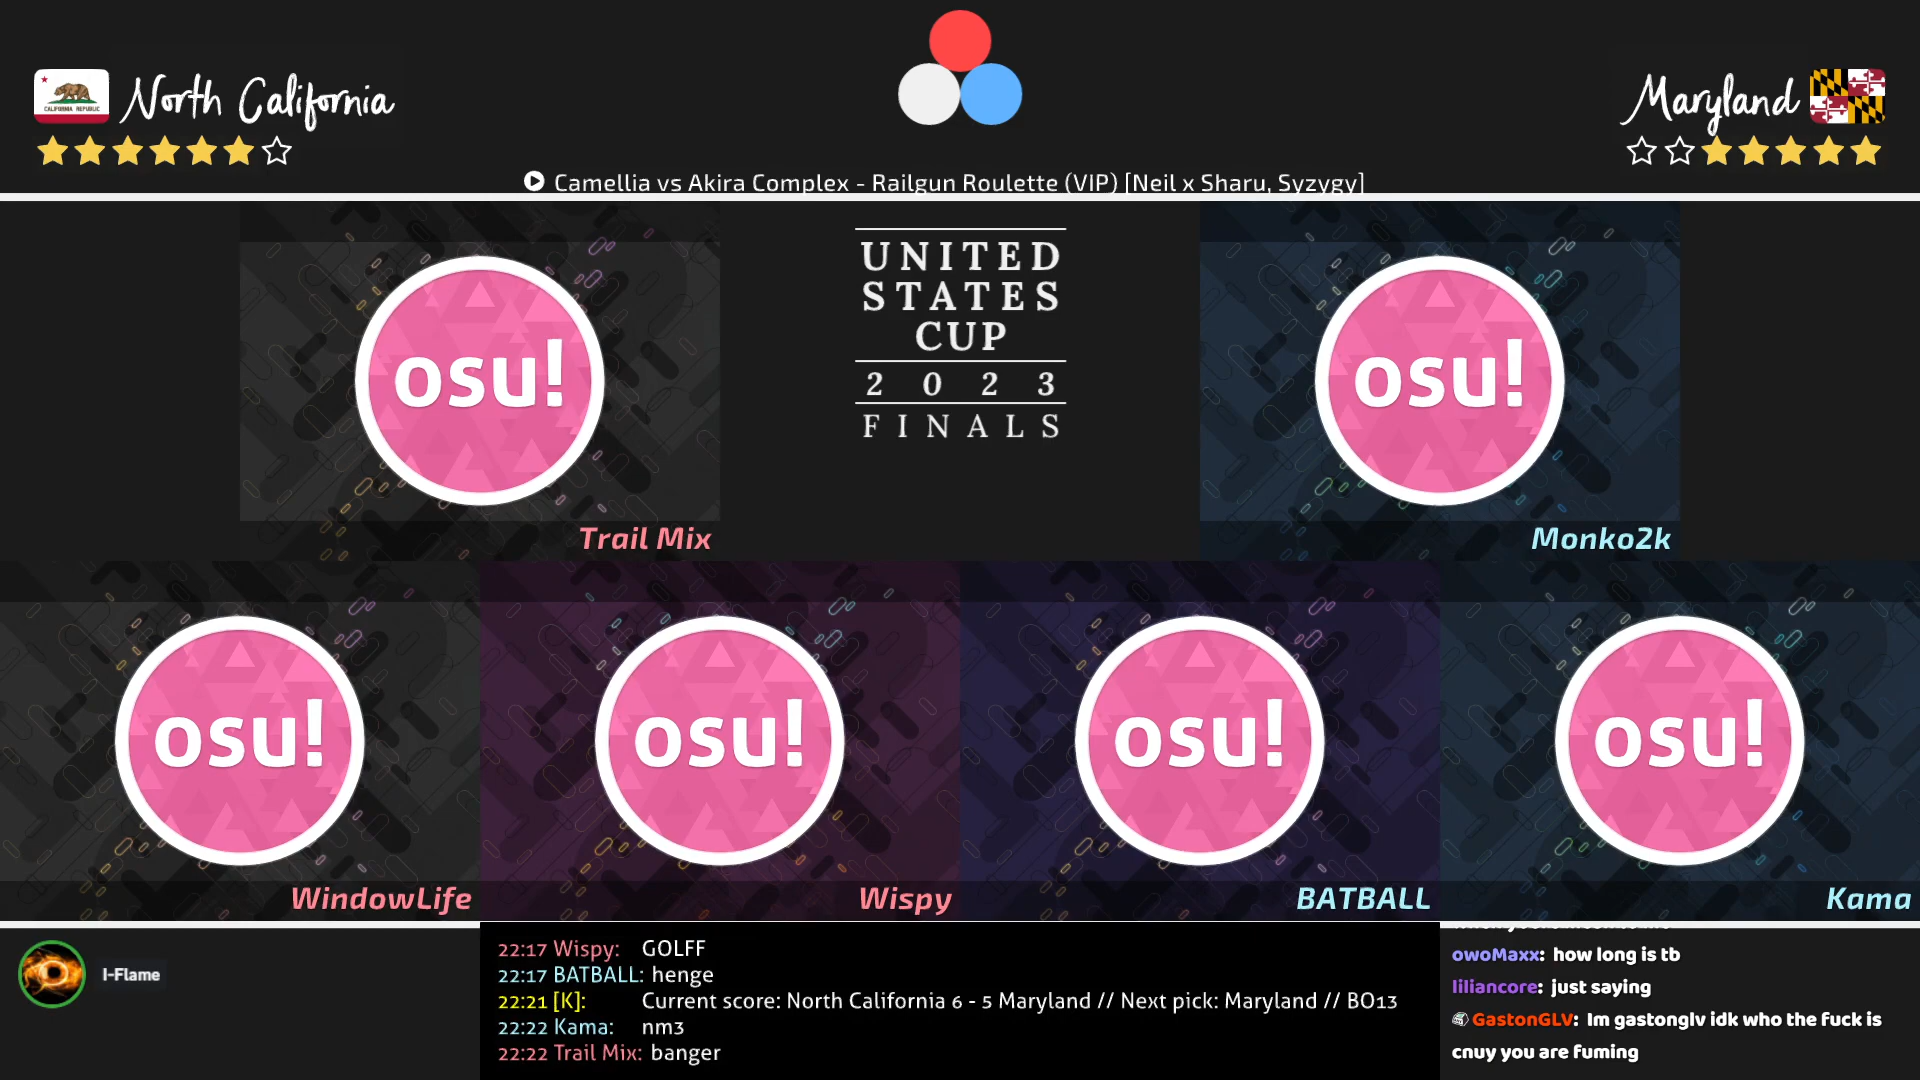 North California
CALIFORNIA REPUBLIC
Maryland
Camellia vs Akira Complex - Railgun Roulette (VIP) [Neil x Sharu, Syzygy]
UNITED
STATES
CUP
2023
FINALS
osu!
osu!
Trail Mix
Monko2k
osu!
osu!
osu!
osu!
WindowLife
Wispy
BATBALL
Kama
I-Flame
22:17 Wispy: GOLFF
22:17 BATBALL: henge
22:21 [K]: Current score: North California 6 - 5 Maryland // Next pick: Maryland // BO13
22:22 Kama: nm3
22:22 Trail Mix: banger
owoMaxx: how long is tb
liliancore: just saying
GastonGLV: Im gastonglv idk who the fuck is
cnuy you are fuming